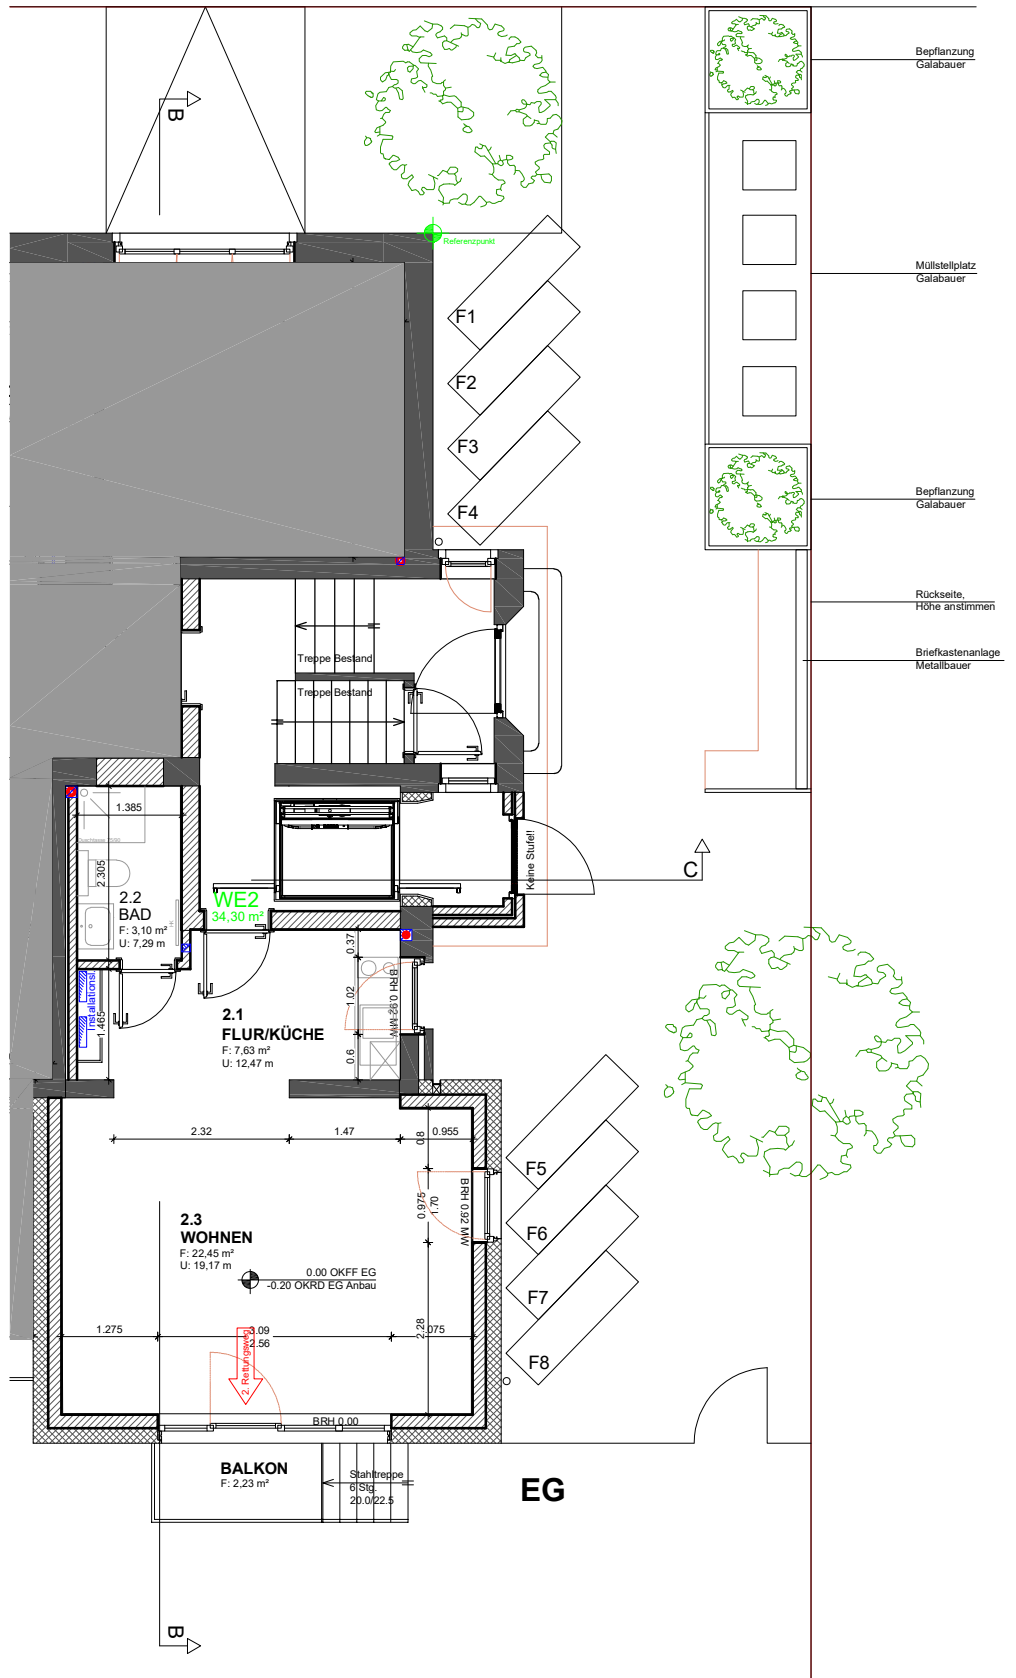 Bepflanzung
Galabauer
B
Referenzpunkt
Müllstellplatz
Galabauer
F1
F2
F3
F4
Bepflanzung
Galabauer
Rückseite,
Höhe anstimmen
Briefkastenanlage
Metallbauer
Treppe Bestand
Treppe Bestand
1.385
2.305
Keine Stufe!!
C
2.2
BAD
F: 3,10 m²
U: 7,29 m
WE2
34,30 m²
0.37
1.02
0.6
BRH 0.92 MW
Installations
1.465
2.1
FLUR/KÜCHE
F: 7,63 m²
U: 12,47 m
2.32
1.47
0.955
0.8
0.975
1.70
BRH 0.92 MW
2.28
F5
F6
F7
F8
2.3
WOHNEN
F: 22,45 m²
U: 19,17 m
0.00 OKFF EG
-0.20 OKRD EG Anbau
1.275
3.09
2.56
2.075
2. Rettungsweg
BRH 0.00
BALKON
F: 2,23 m²
Stahltreppe
6 Stg.
20.0/22.5
EG
B